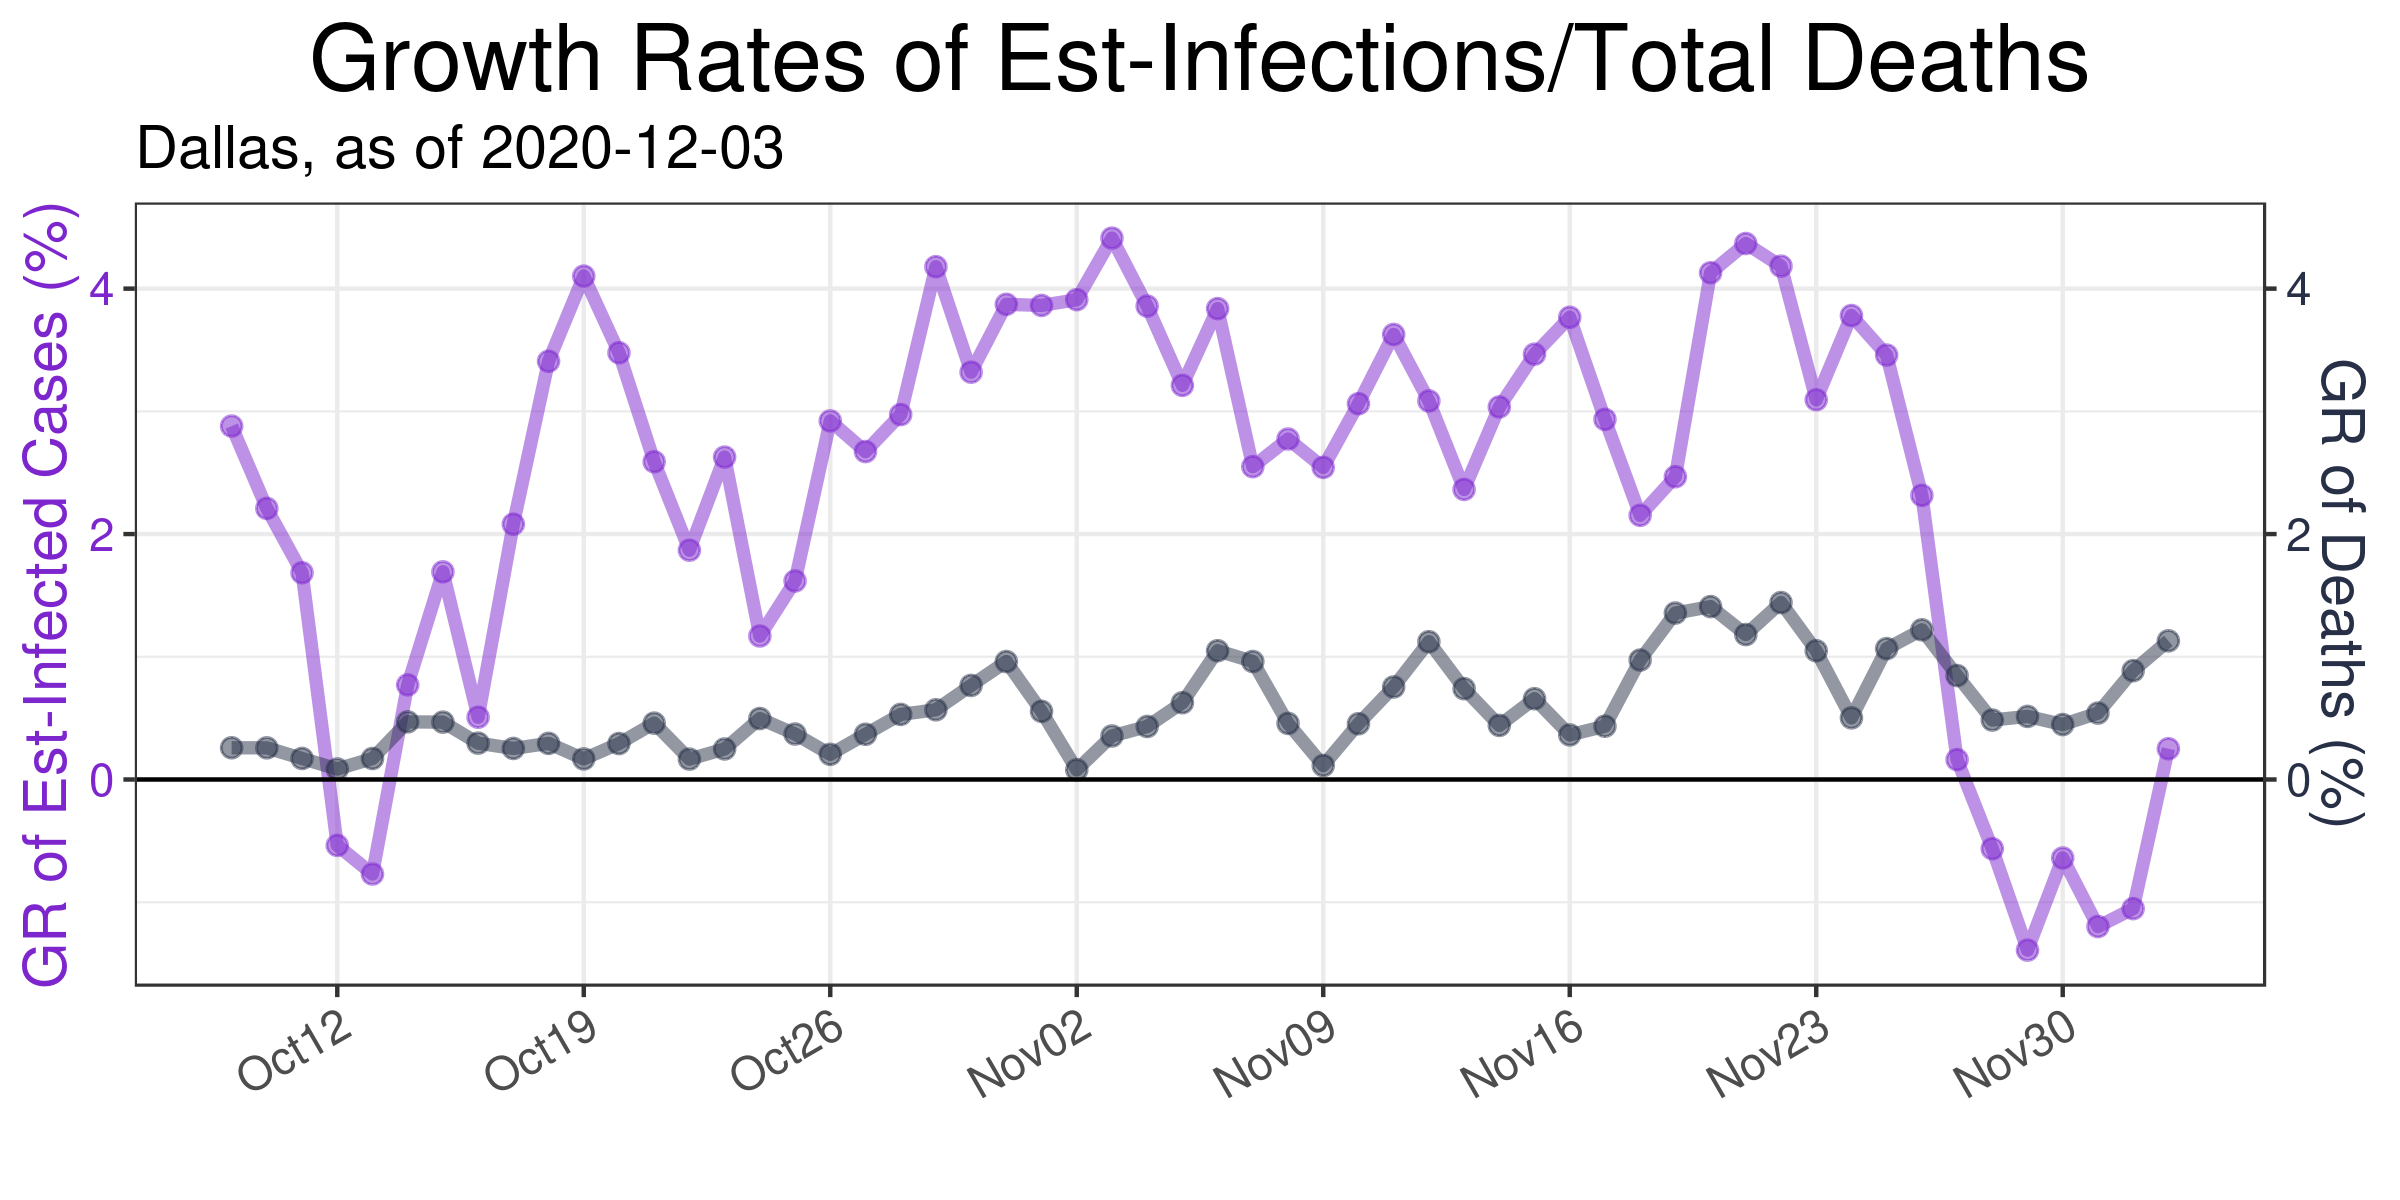 Growth Rates of Est-Infections/Total Deaths
Dallas, as of 2020-12-03
GR of Est-Infected Cases (%)
4
2
0
4
2
0
GR of Deaths (%)
Oct12
Oct19
Oct26
Nov02
Nov09
Nov16
Nov23
Nov30